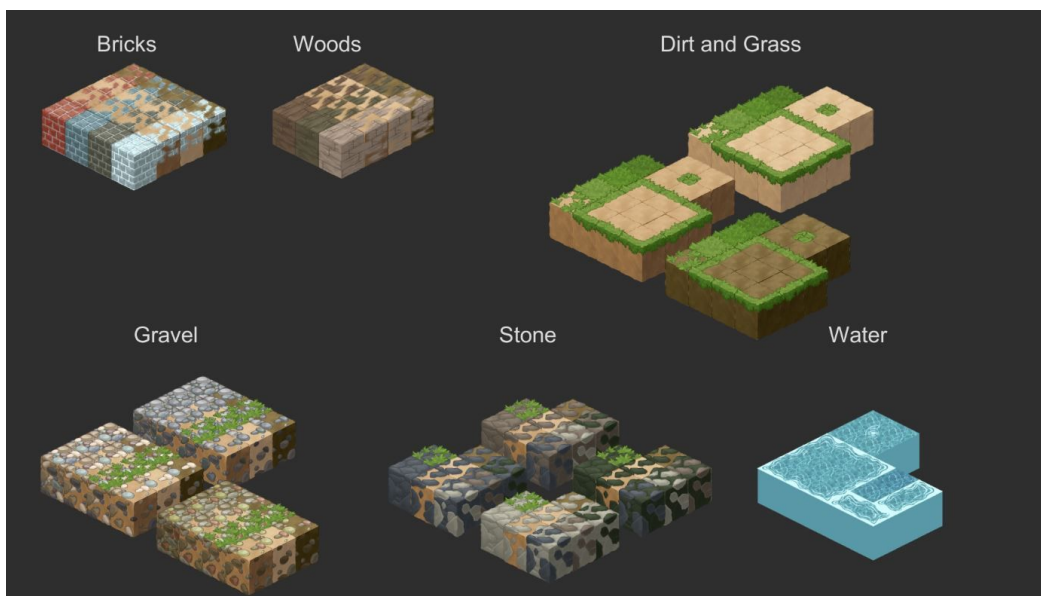 Bricks
Woods
Dirt and Grass
Gravel
Stone
Water